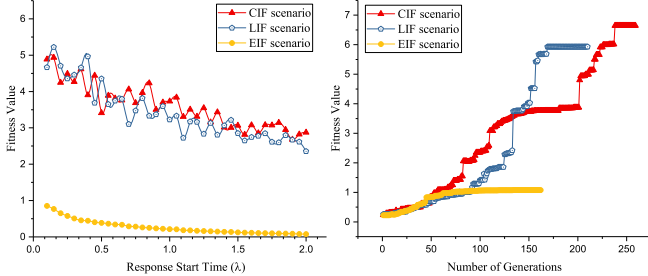 CIF scenario
LIF scenario
EIF scenario
6
5
4
3
2
1
0
Fitness Value
0.0 0.5 1.0 1.5 2.0
Response Start Time (λ)
CIF scenario
LIF scenario
EIF scenario
7
6
5
4
3
2
1
0
Fitness Value
0 50 100 150 200 250
Number of Generations